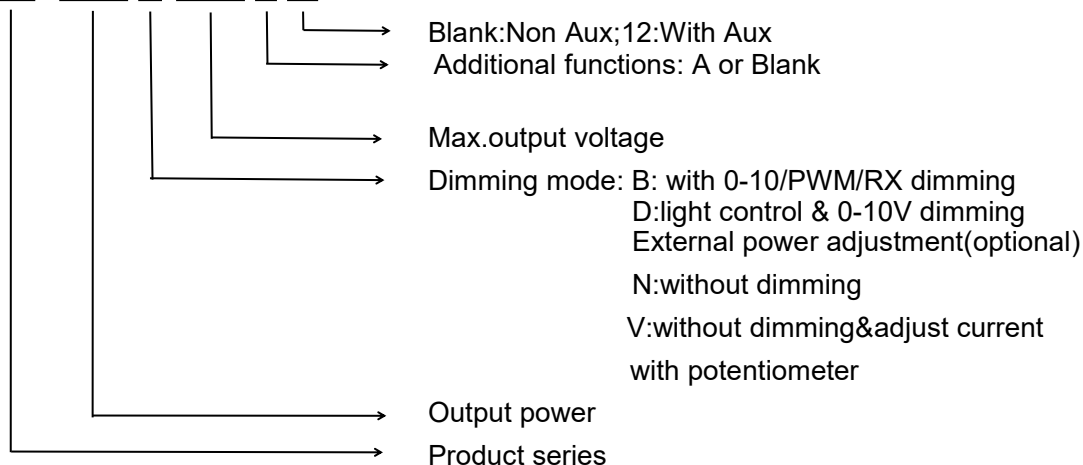 Blank:Non Aux;12:With Aux
Additional functions: A or Blank
Max.output voltage
Dimming mode: B: with 0-10/PWM/RX dimming
D:light control & 0-10V dimming
External power adjustment(optional)
N:without dimming
V:without dimming&adjust current
with potentiometer
Output power
Product series